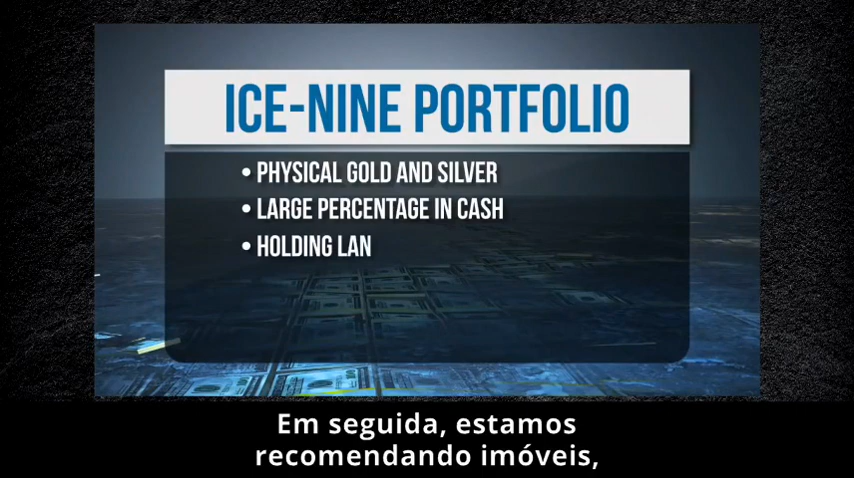 ICE-NINE PORTFOLIO
• PHYSICAL GOLD AND SILVER
• LARGE PERCENTAGE IN CASH
• HOLDING LAN
Em seguida, estamos
recomendando imóveis,